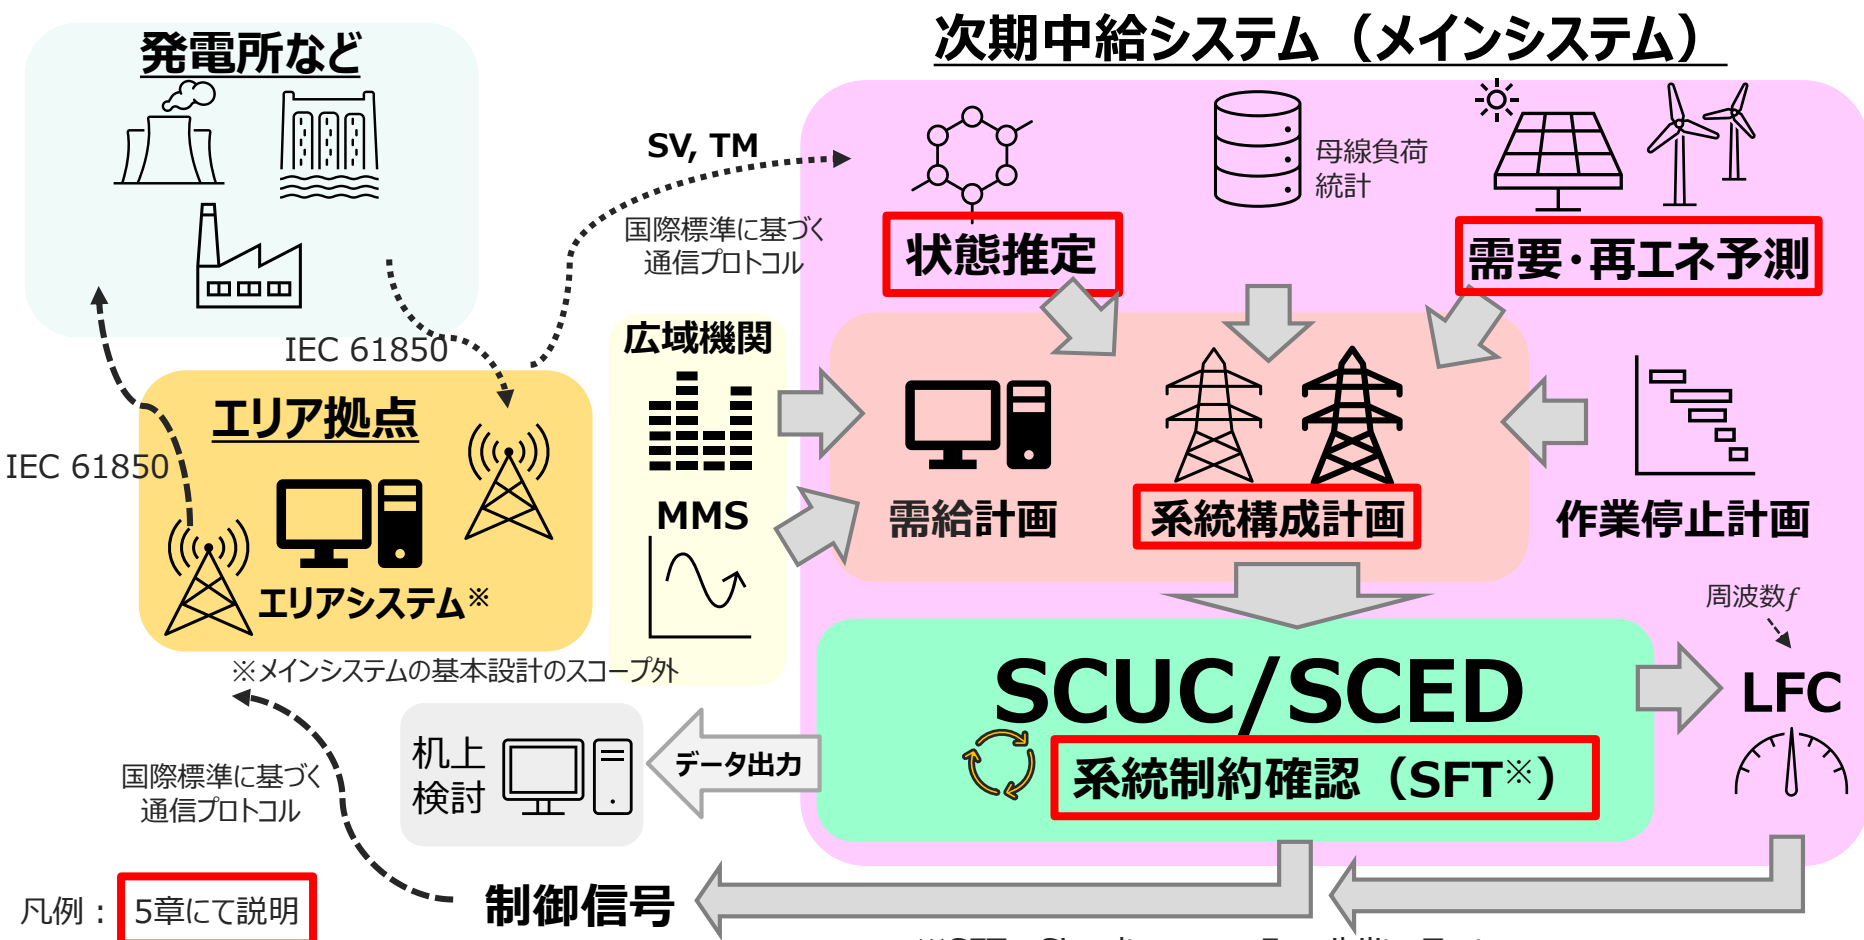 発電所など
次期中給システム（メインシステム）
SV, TM
母線負荷
統計
国際標準に基づく
通信プロトコル
状態推定
需要・再エネ予測
IEC 61850
広域機関
エリア拠点
IEC 61850
MMS
需給計画
系統構成計画
作業停止計画
エリアシステム※
周波数f
※メインシステムの基本設計のスコープ外
SCUC/SCED
LFC
机上
検討
データ出力
系統制約確認（SFT※）
国際標準に基づく
通信プロトコル
制御信号
凡例： 5章にて説明